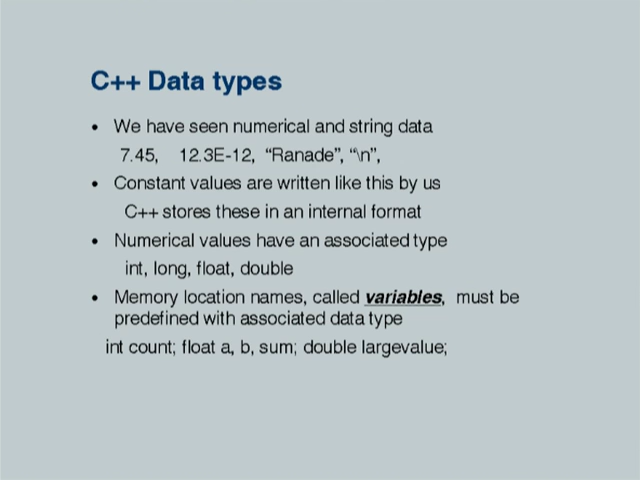 C++ Data types
• We have seen numerical and string data
7.45, 12.3E-12, “Ranade”, “\n”,
• Constant values are written like this by us
C++ stores these in an internal format
• Numerical values have an associated type
int, long, float, double
• Memory location names, called variables, must be
predefined with associated data type
int count; float a, b, sum; double largevalue;